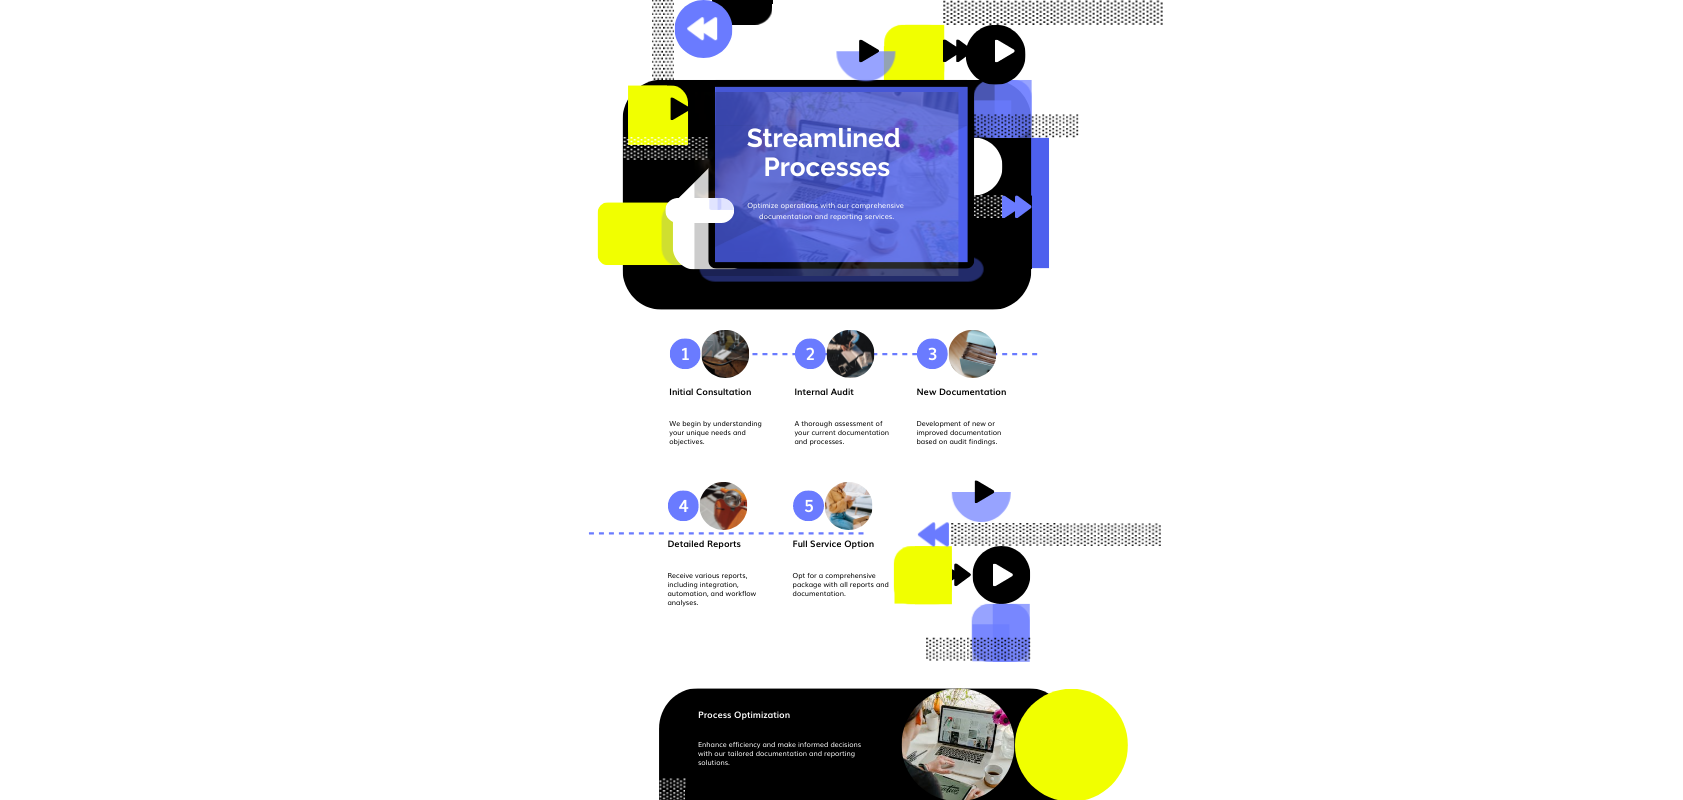 Streamlined
Processes
Optimize operations with our comprehensive
documentation and reporting services.
1
2
3
Initial Consultation
Internal Audit
New Documentation
We begin by understanding
your unique needs and
objectives.
A thorough assessment of
your current documentation
and processes.
Development of new or
improved documentation
based on audit findings.
4
5
Detailed Reports
Full Service Option
Receive various reports,
including integration,
automation, and workflow
analyses.
Opt for a comprehensive
package with all reports and
documentation.
Process Optimization
Enhance efficiency and make informed decisions
with our tailored documentation and reporting
solutions.